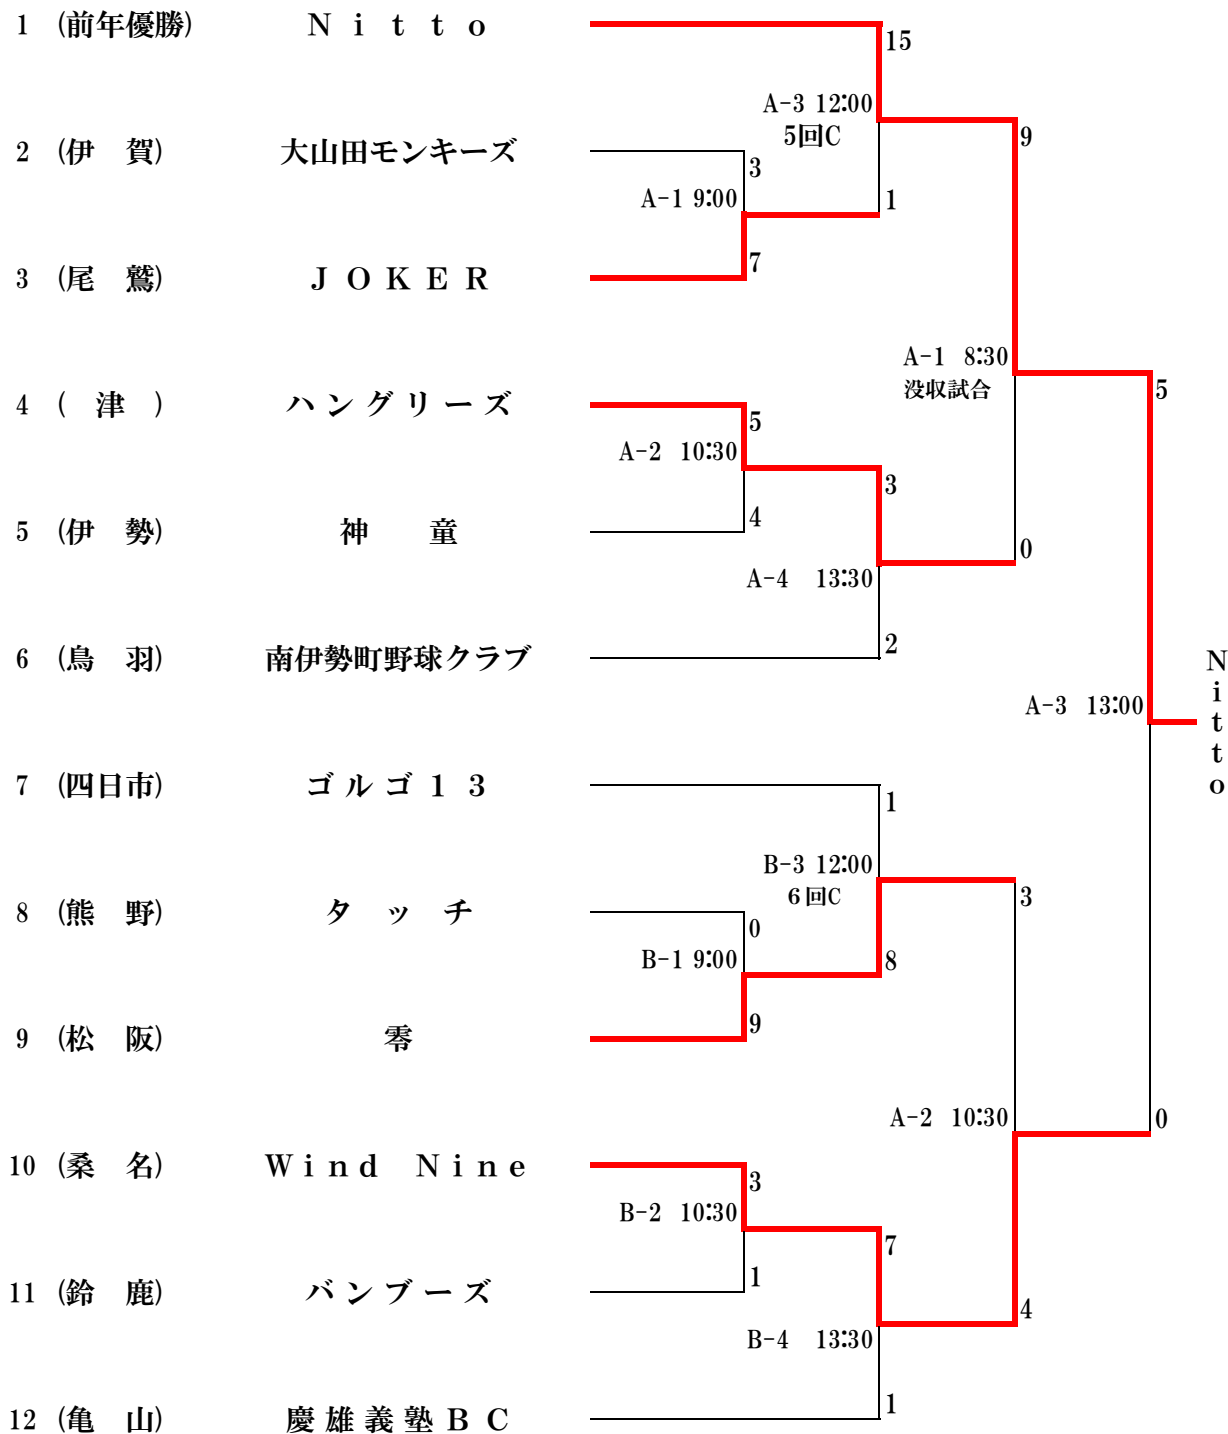 1 (前年優勝) Ｎｉｔｔｏ
15
A-3 12:00
5回C
9
2 (伊　賀) 大山田モンキーズ
3
A-1 9:00
1
3 (尾　鷲) ＪＯＫＥＲ
7
A-1 8:30
没収試合
5
4 (　津　) ハングリーズ
5
A-2 10:30
3
5 (伊　勢) 神　童
4
0
A-4 13:30
6 (鳥　羽) 南伊勢町野球クラブ
2
A-3 13:00
Ｎｉｔｔｏ
7 (四日市) ゴルゴ１３
1
B-3 12:00
６回C
3
8 (熊　野) タッチ
0
B-1 9:00
8
9 (松　阪) 零
9
A-2 10:30
0
10 (桑　名) Ｗｉｎｄ　Ｎｉｎｅ
3
B-2 10:30
7
11 (鈴　鹿) バンブーズ
1
4
B-4 13:30
12 (亀　山) 慶雄義塾ＢＣ
1